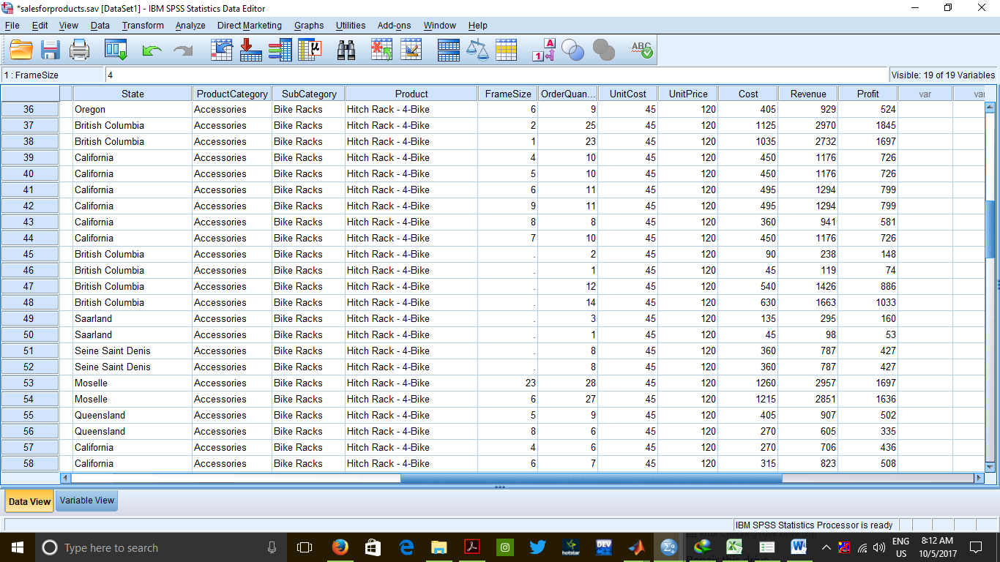 *salesforproducts.sav [DataSet1] - IBM SPSS Statistics Data Editor
File Edit View Data Transform Analyze Direct Marketing Graphs Utilities Add-ons Window Help
1 : FrameSize 4 Visible: 19 of 19 Variables
State ProductCategory SubCategory Product FrameSize OrderQuan... UnitCost UnitPrice Cost Revenue Profit var va
36 Oregon Accessories Bike Racks Hitch Rack - 4-Bike 6 9 45 120 405 929 524
37 British Columbia Accessories Bike Racks Hitch Rack - 4-Bike 2 25 45 120 1125 2970 1845
38 British Columbia Accessories Bike Racks Hitch Rack - 4-Bike 1 23 45 120 1035 2732 1697
39 California Accessories Bike Racks Hitch Rack - 4-Bike 4 10 45 120 450 1176 726
40 California Accessories Bike Racks Hitch Rack - 4-Bike 5 10 45 120 450 1176 726
41 California Accessories Bike Racks Hitch Rack - 4-Bike 6 11 45 120 495 1294 799
42 California Accessories Bike Racks Hitch Rack - 4-Bike 9 11 45 120 495 1294 799
43 California Accessories Bike Racks Hitch Rack - 4-Bike 8 8 45 120 360 941 581
44 California Accessories Bike Racks Hitch Rack - 4-Bike 7 10 45 120 450 1176 726
45 British Columbia Accessories Bike Racks Hitch Rack - 4-Bike . 2 45 120 90 238 148
46 British Columbia Accessories Bike Racks Hitch Rack - 4-Bike . 1 45 120 45 119 74
47 British Columbia Accessories Bike Racks Hitch Rack - 4-Bike . 12 45 120 540 1426 886
48 British Columbia Accessories Bike Racks Hitch Rack - 4-Bike . 14 45 120 630 1663 1033
49 Saarland Accessories Bike Racks Hitch Rack - 4-Bike . 3 45 120 135 295 160
50 Saarland Accessories Bike Racks Hitch Rack - 4-Bike . 1 45 120 45 98 53
51 Seine Saint Denis Accessories Bike Racks Hitch Rack - 4-Bike . 8 45 120 360 787 427
52 Seine Saint Denis Accessories Bike Racks Hitch Rack - 4-Bike . 8 45 120 360 787 427
53 Moselle Accessories Bike Racks Hitch Rack - 4-Bike 23 28 45 120 1260 2957 1697
54 Moselle Accessories Bike Racks Hitch Rack - 4-Bike 6 27 45 120 1215 2851 1636
55 Queensland Accessories Bike Racks Hitch Rack - 4-Bike 5 9 45 120 405 907 502
56 Queensland Accessories Bike Racks Hitch Rack - 4-Bike 8 6 45 120 270 605 335
57 California Accessories Bike Racks Hitch Rack - 4-Bike 4 6 45 120 270 706 436
58 California Accessories Bike Racks Hitch Rack - 4-Bike 6 7 45 120 315 823 508
Data View Variable View
IBM SPSS Statistics Processor is ready
Type here to search
ENG 8:12 AM
US 10/5/2017